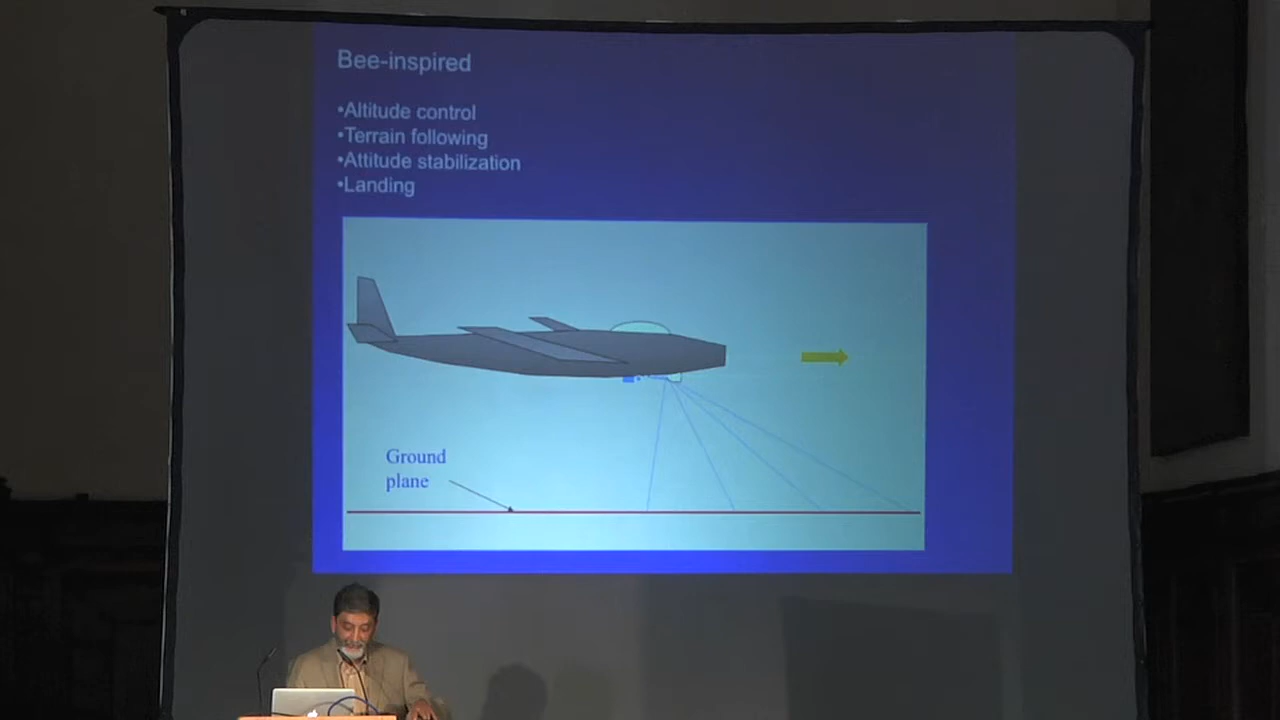 Bee-inspired
•Altitude control
•Terrain following
•Attitude stabilization
•Landing
Ground
plane